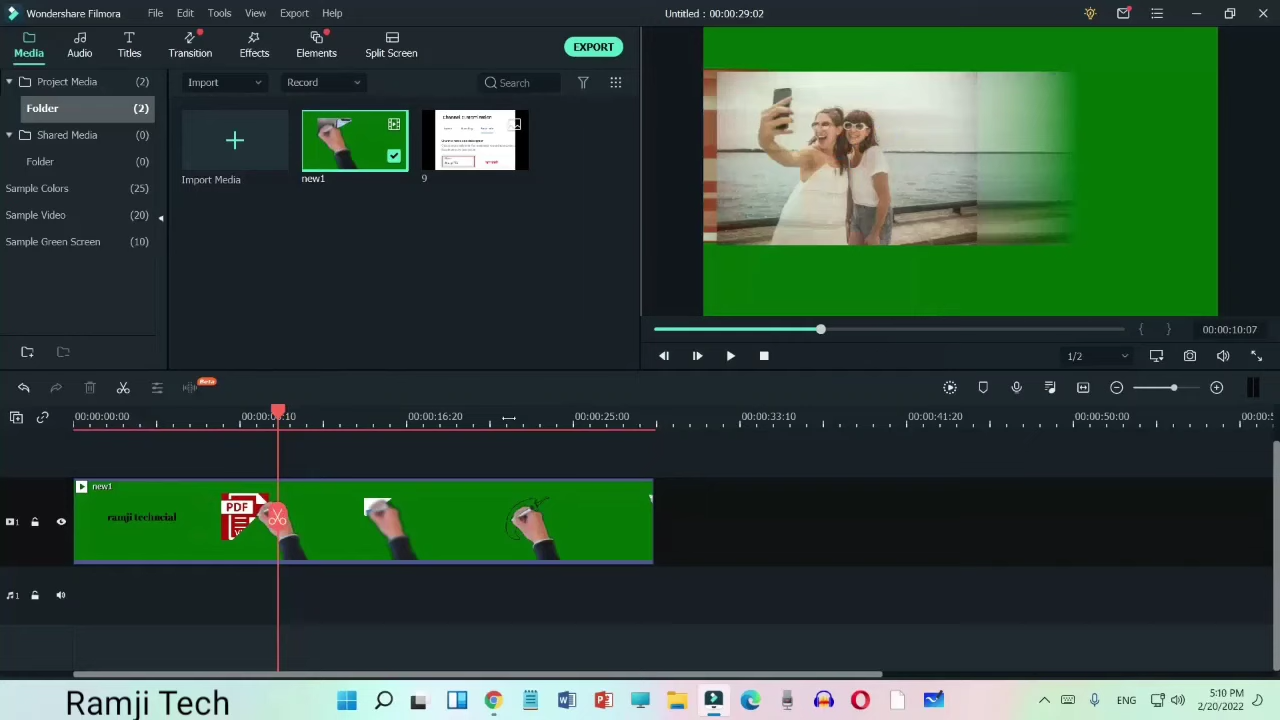 Wondershare Filmora File Edit Tools View Export Help Untitled : 00:00:29:02
Media Audio Titles Transition Effects Elements Split Screen EXPORT
Project Media (2)
Folder (2)
Shared Media (0)
Folder (0)
Sample Colors (25)
Sample Video (20)
Sample Green Screen (10)
Import Record Search
Import Media
new1
9
00:00:10:07
1/2
Beta
00:00:00:00 00:00:16:20 00:00:25:00 00:00:33:10 00:00:41:20 00:00:50:00
new1
ramji techncial
PDF
1
1
Ramji Tech
ENG
5:10 PM
2/20/2022